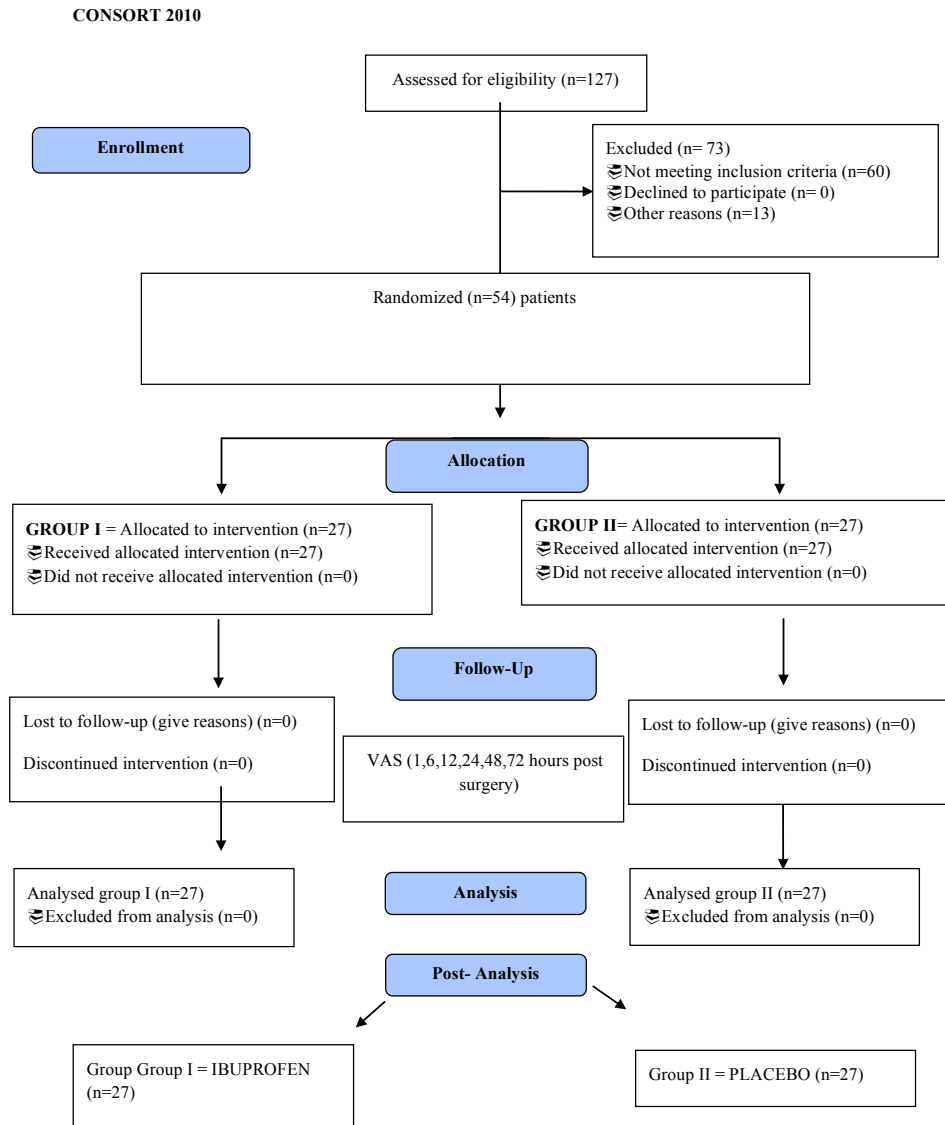 CONSORT 2010
Assessed for eligibility (n=127)
Enrollment
Excluded (n= 73)
Not meeting inclusion criteria (n=60)
Declined to participate (n= 0)
Other reasons (n=13)
Randomized (n=54) patients
Allocation
GROUP I = Allocated to intervention (n=27)
Received allocated intervention (n=27)
Did not receive allocated intervention (n=0)
GROUP II= Allocated to intervention (n=27)
Received allocated intervention (n=27)
Did not receive allocated intervention (n=0)
Follow-Up
Lost to follow-up (give reasons) (n=0)
Discontinued intervention (n=0)
VAS (1,6,12,24,48,72 hours post
surgery)
Lost to follow-up (give reasons) (n=0)
Discontinued intervention (n=0)
Analysed group I (n=27)
Excluded from analysis (n=0)
Analysis
Analysed group II (n=27)
Excluded from analysis (n=0)
Post- Analysis
Group Group I = IBUPROFEN
(n=27)
Group II = PLACEBO (n=27)